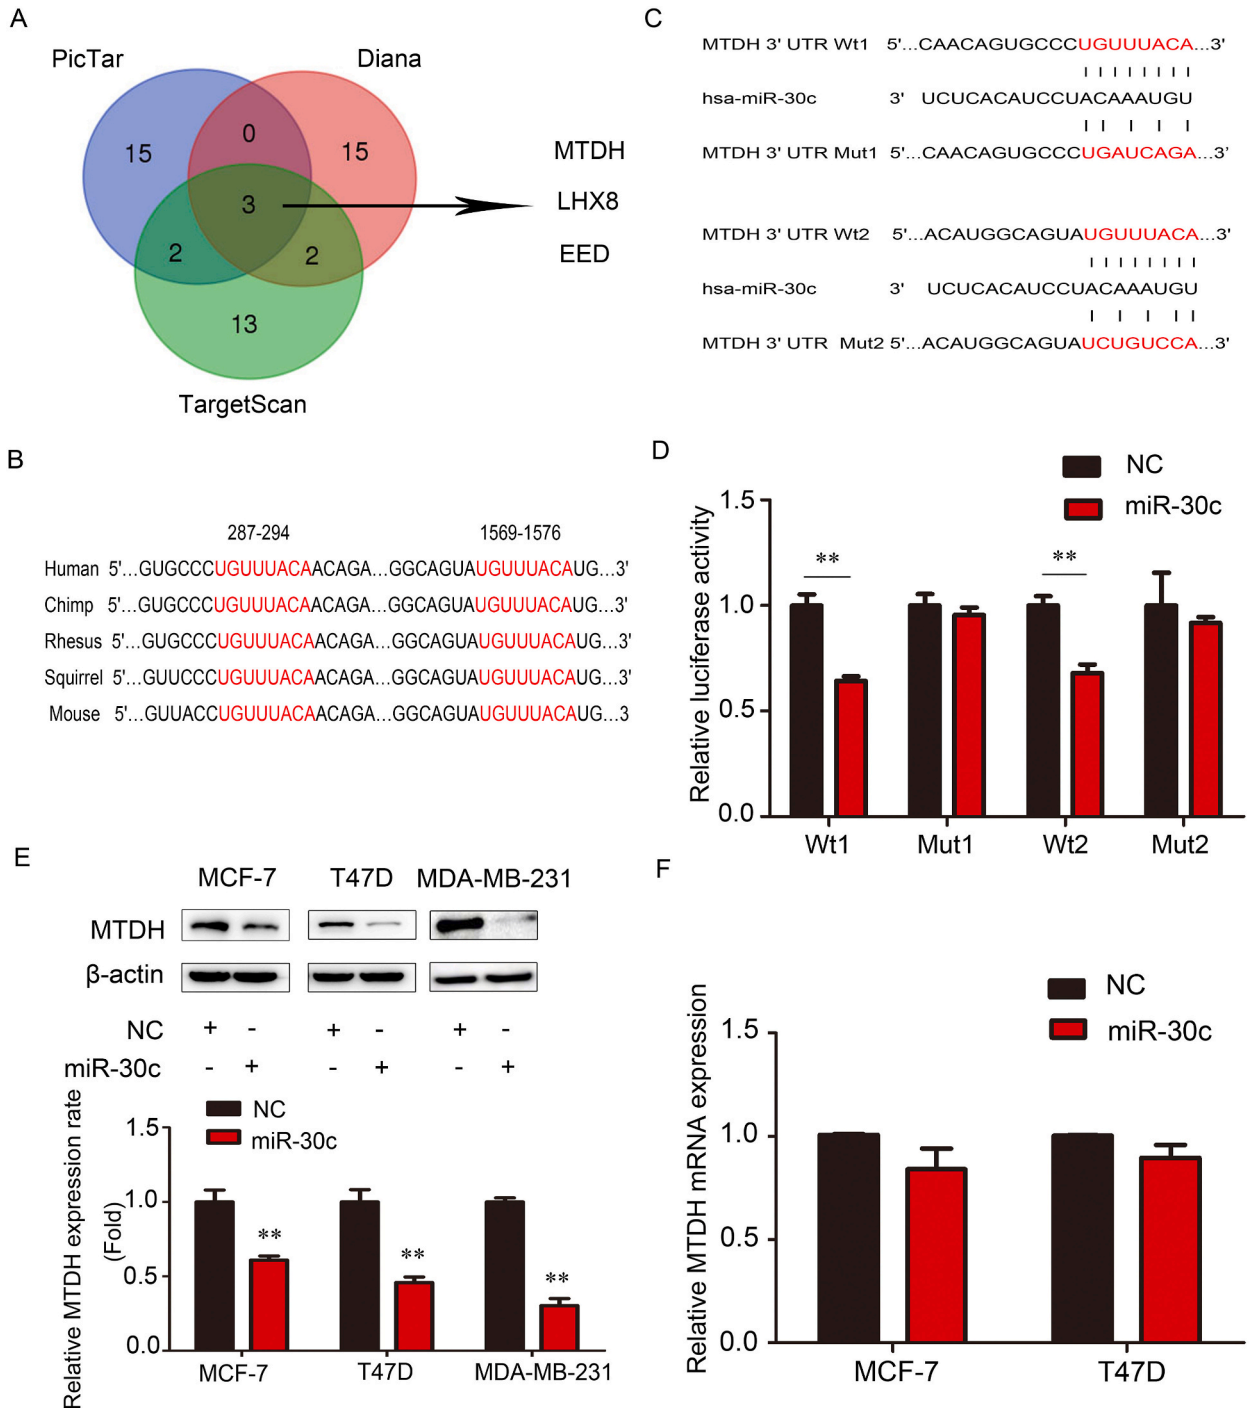 A
PicTar
Diana
0
15
15
3
2
2
13
TargetScan
MTDH
LHX8
EED
B
287-294 1569-1576
Human 5'...GUGCCCUGUUUACAACAGA...GGCAGUAUGUUUACAUG...3'
Chimp 5'...GUGCCCUGUUUACAACAGA...GGCAGUAUGUUUACAUG...3'
Rhesus 5'...GUGCCCUGUUUACAACAGA...GGCAGUAUGUUUACAUG...3'
Squirrel 5'...GUUCCCUGUUUACAACAGA...GGCAGUAUGUUUACAUG...3'
Mouse 5'...GUUACCUGUUUACAACAGA...GGCAGUAUGUUUACAUG...3
C
MTDH 3' UTR Wt1 5'...CAACAGUGCCCUGUUUACA...3'
hsa-miR-30c 3' UCUCACAUCCUACAAAUGU
MTDH 3' UTR Mut1 5'...CAACAGUGCCCUGAUCAGA...3'
MTDH 3' UTR Wt2 5'...ACAUGGCAGUAUGUUUACA...3'
hsa-miR-30c 3' UCUCACAUCCUACAAAUGU
MTDH 3' UTR Mut2 5'...ACAUGGCAGUAUCUGUCCA...3'
D
NC
miR-30c
Relative luciferase activity
1.5
1.0
0.5
0.0
**
**
Wt1 Mut1 Wt2 Mut2
E
MCF-7 T47D MDA-MB-231
MTDH
β-actin
NC + - + - + -
miR-30c - + - + - +
NC
miR-30c
Relative MTDH expression rate
(Fold)
1.5
1.0
0.5
0.0
**
**
**
MCF-7 T47D MDA-MB-231
F
NC
miR-30c
Relative MTDH mRNA expression
1.5
1.0
0.5
0.0
MCF-7 T47D